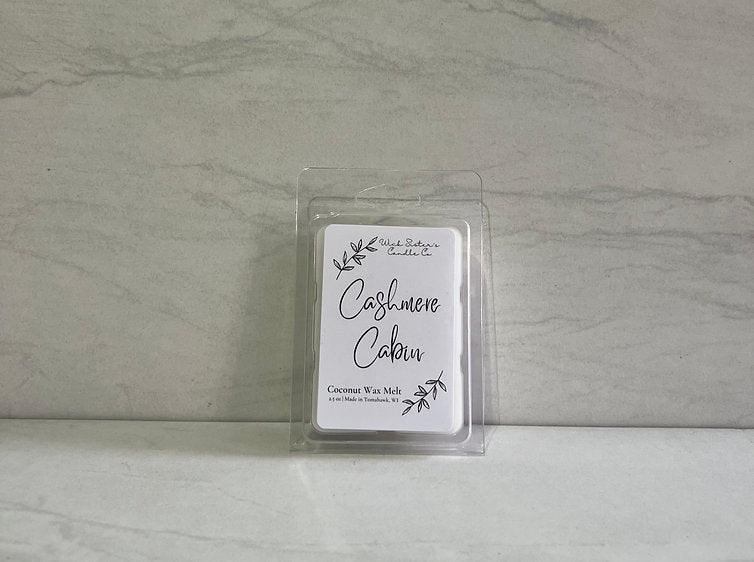 Wick Sister's
Candle Co
Cashmere
Cabin
Coconut Wax Melt
2.5 oz | Made in Tomahawk, WI